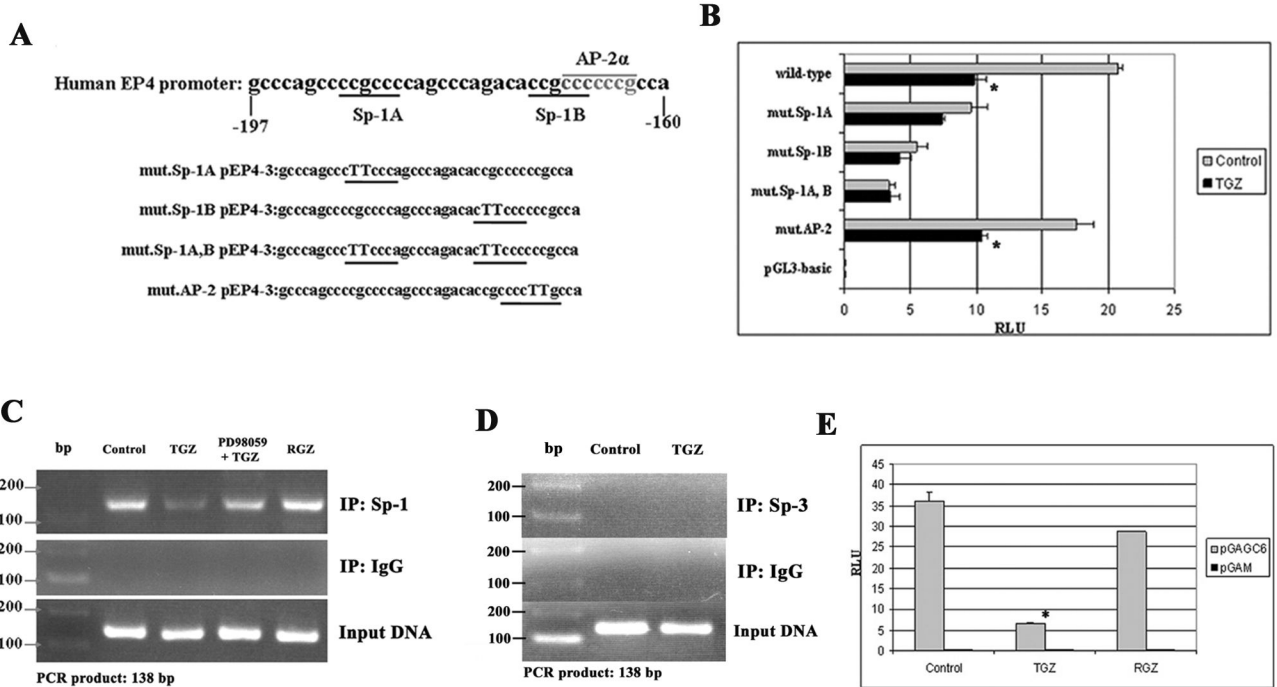 A
AP-2α
Human EP4 promoter: gcccagccccgccccagcccagacaccgcccccccgcca
Sp-1A
Sp-1B
-197
-160
mut.Sp-1A pEP4-3:gcccagcccTTcccagcccagacaccgccccccgcca
mut.Sp-1B pEP4-3:gcccagccccgccccagcccagacacTTccccccgcca
mut.Sp-1A,B pEP4-3:gcccagcccTTcccagcccagacacTTccccccgcca
mut.AP-2 pEP4-3:gcccagccccgccccagcccagacaccgccccTTgcca
B
wild-type
*
mut.Sp-1A
mut.Sp-1B
mut.Sp-1A, B
mut.AP-2
*
pGL3-basic
0 5 10 15 20 25
RLU
Control
TGZ
C
bp Control TGZ PD98059 + TGZ RGZ
200
100
IP: Sp-1
200
100
IP: IgG
200
100
Input DNA
PCR product: 138 bp
D
bp Control TGZ
200
100
IP: Sp-3
200
100
IP: IgG
200
100
Input DNA
PCR product: 138 bp
E
45
40
35
30
25
20
15
10
5
0
RLU
*
Control TGZ RGZ
pGAGC6
pGAM